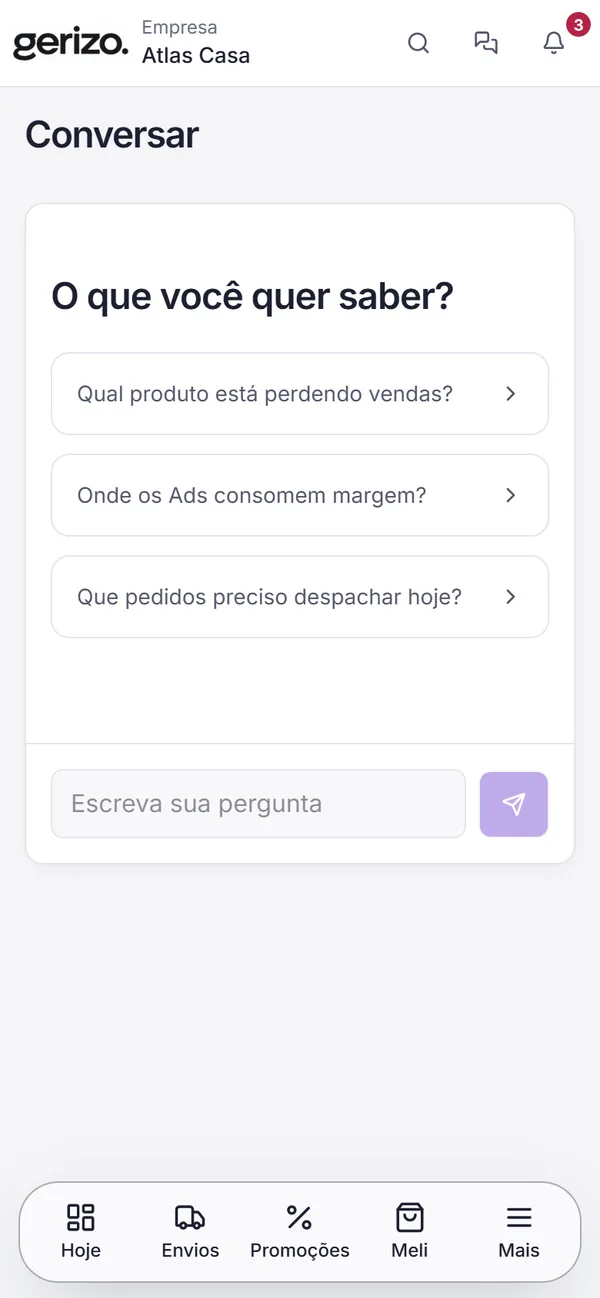 gerizo.
Empresa
Atlas Casa
3
Conversar
O que você quer saber?
Qual produto está perdendo vendas?
Onde os Ads consomem margem?
Que pedidos preciso despachar hoje?
Escreva sua pergunta
Hoje
Envios
Promoções
Meli
Mais